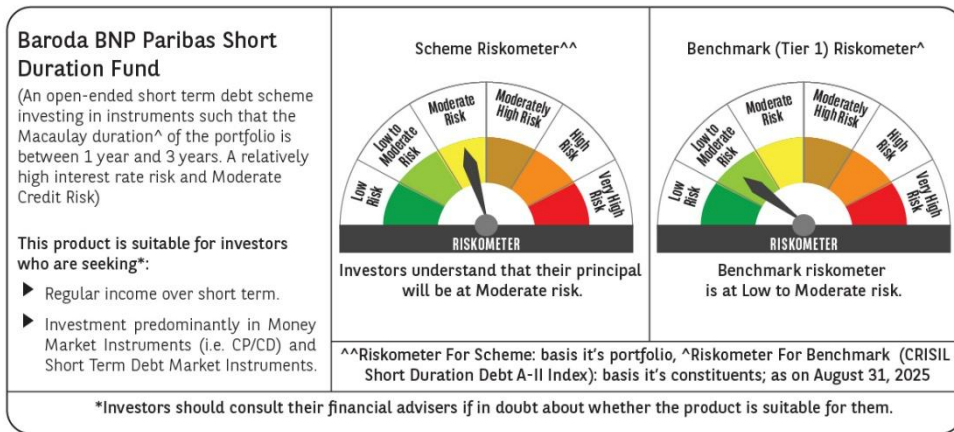 Baroda BNP Paribas Short
Duration Fund
(An open-ended short term debt scheme
investing in instruments such that the
Macaulay duration^ of the portfolio is
between 1 year and 3 years. A relatively
high interest rate risk and Moderate
Credit Risk)
This product is suitable for investors
who are seeking*:
Regular income over short term.
Investment predominantly in Money
Market Instruments (i.e. CP/CD) and
Short Term Debt Market Instruments.
Scheme Riskometer^^
Low Risk
Low to Moderate Risk
Moderate Risk
Moderately High Risk
High Risk
Very High Risk
RISKOMETER
Investors understand that their principal
will be at Moderate risk.
Benchmark (Tier 1) Riskometer^
Low Risk
Low to Moderate Risk
Moderate Risk
Moderately High Risk
High Risk
Very High Risk
RISKOMETER
Benchmark riskometer
is at Low to Moderate risk.
^^Riskometer For Scheme: basis it's portfolio, ^Riskometer For Benchmark (CRISIL
Short Duration Debt A-II Index): basis it's constituents; as on August 31, 2025
*Investors should consult their financial advisers if in doubt about whether the product is suitable for them.